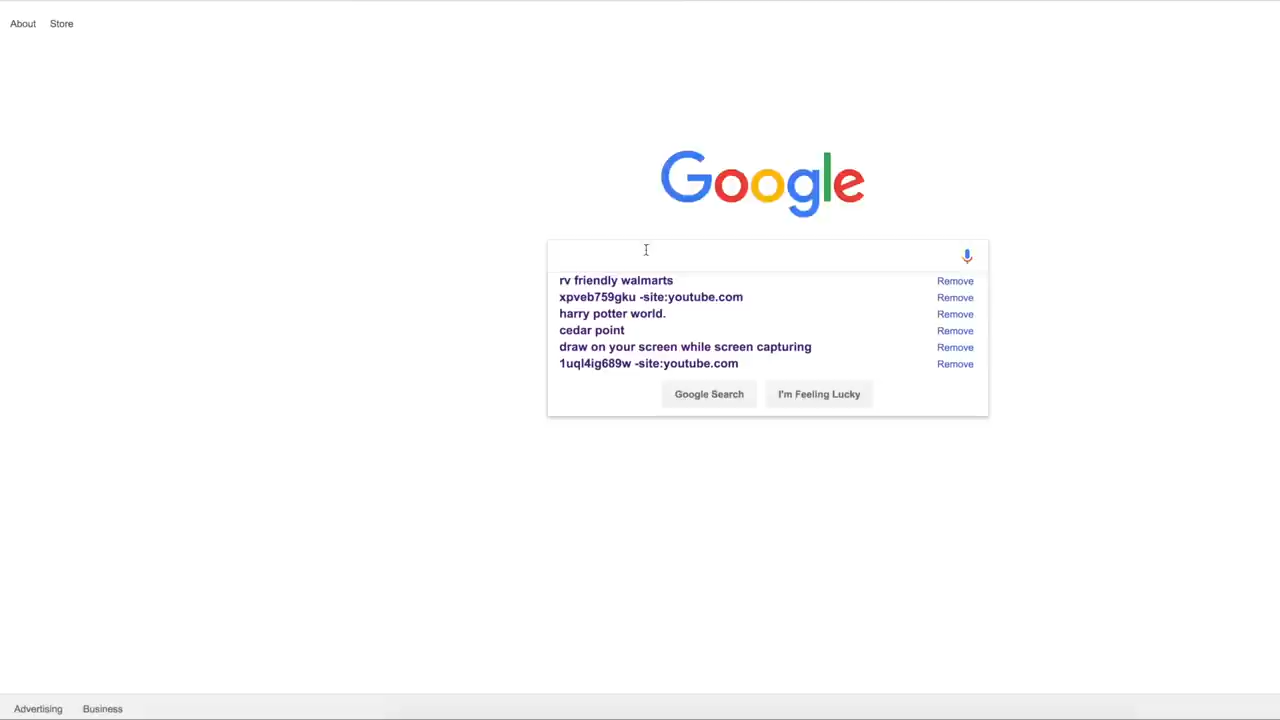 About Store
Google
rv friendly walmarts Remove
xpveb759gku -site:youtube.com Remove
harry potter world. Remove
cedar point Remove
draw on your screen while screen capturing Remove
1uql4ig689w -site:youtube.com Remove
Google Search I'm Feeling Lucky
Advertising Business